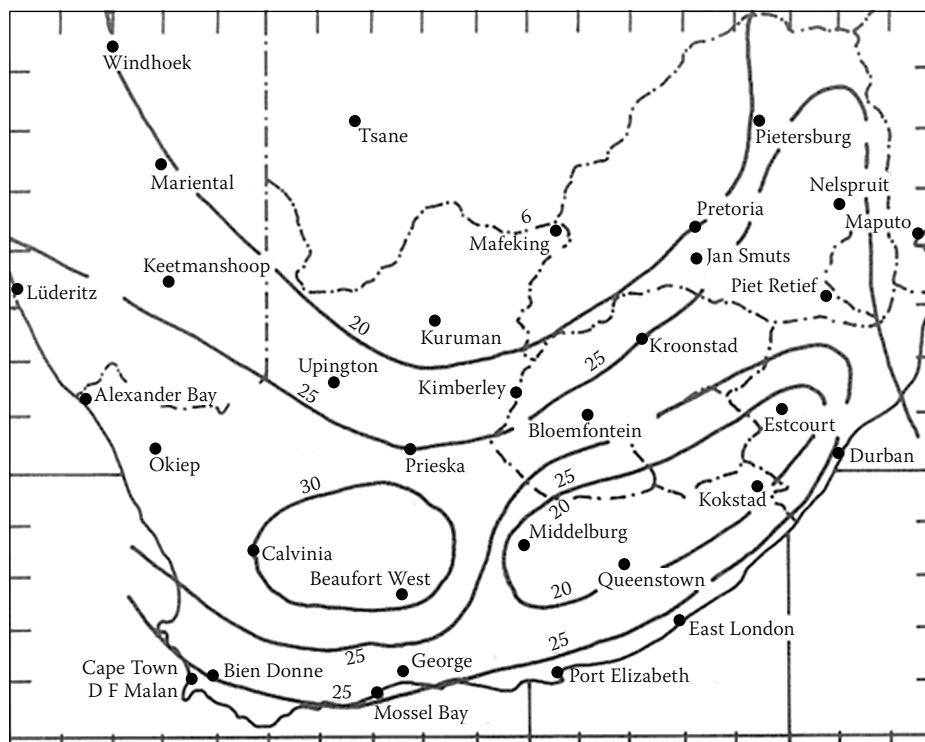 Windhoek
Tsane
Pietersburg
Mariental
Nelspruit
Pretoria
Maputo
6
Mafeking
Keetmanshoop
Jan Smuts
Lüderitz
Piet Retief
20
Kuruman
Kroonstad
Upington
25
Kimberley
25
Alexander Bay
Bloemfontein
Estcourt
Okiep
Prieska
Durban
30
25
Kokstad
20
Middelburg
Calvinia
Beaufort West
Queenstown
20
East London
25
25
George
Cape Town
D F Malan
Bien Donne
Port Elizabeth
25
Mossel Bay